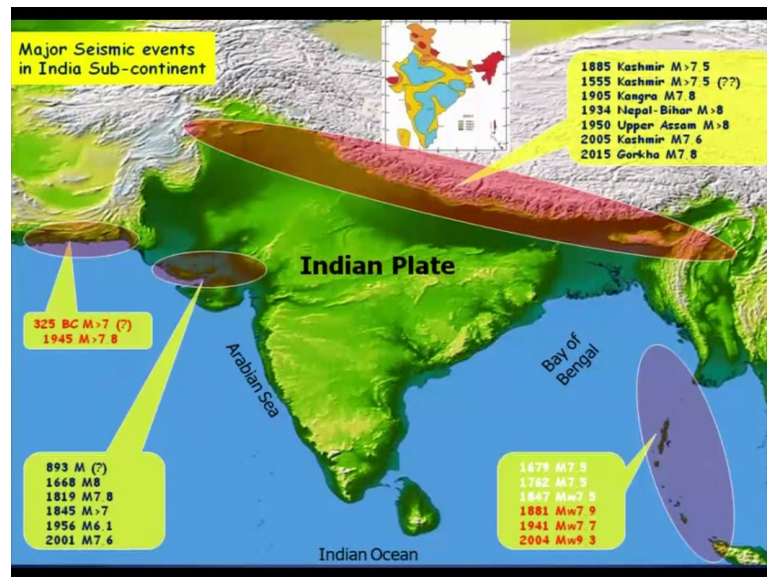 Major Seismic events
in India Sub-continent
1885 Kashmir M>7.5
1555 Kashmir M>7.5 (??)
1905 Kangra M7.8
1934 Nepal-Bihar M>8
1950 Upper Assam M>8
2005 Kashmir M7.6
2015 Gorkha M7.8
Indian Plate
325 BC M>7 (?)
1945 M>7.8
Arabian Sea
Bay of
Bengal
893 M (?)
1668 M8
1819 M7.8
1845 M>7
1956 M6.1
2001 M7.6
1679 M7.5
1762 M7.5
1847 Mw7.5
1881 Mw7.9
1941 Mw7.7
2004 Mw9.3
Indian Ocean